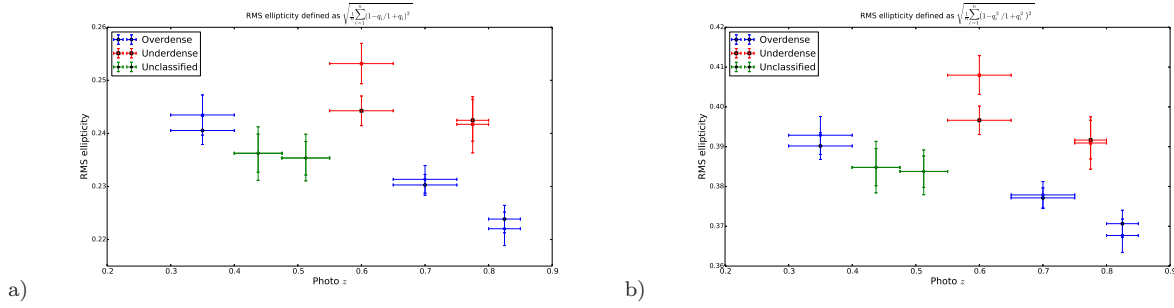 RMS ellipticity defined as √(1/n ∑_{i=1}^{n} (1−q_i/1+q_i)²)
Overdense
Underdense
Unclassified
RMS ellipticity
0.26
0.25
0.24
0.23
0.22
0.2 0.3 0.4 0.5 0.6 0.7 0.8 0.9
Photo z
a)
RMS ellipticity defined as √(1/n ∑_{i=1}^{n} (1−q_i²/1+q_i²)²)
Overdense
Underdense
Unclassified
RMS ellipticity
0.42
0.41
0.40
0.39
0.38
0.37
0.36
0.2 0.3 0.4 0.5 0.6 0.7 0.8 0.9
Photo z
b)